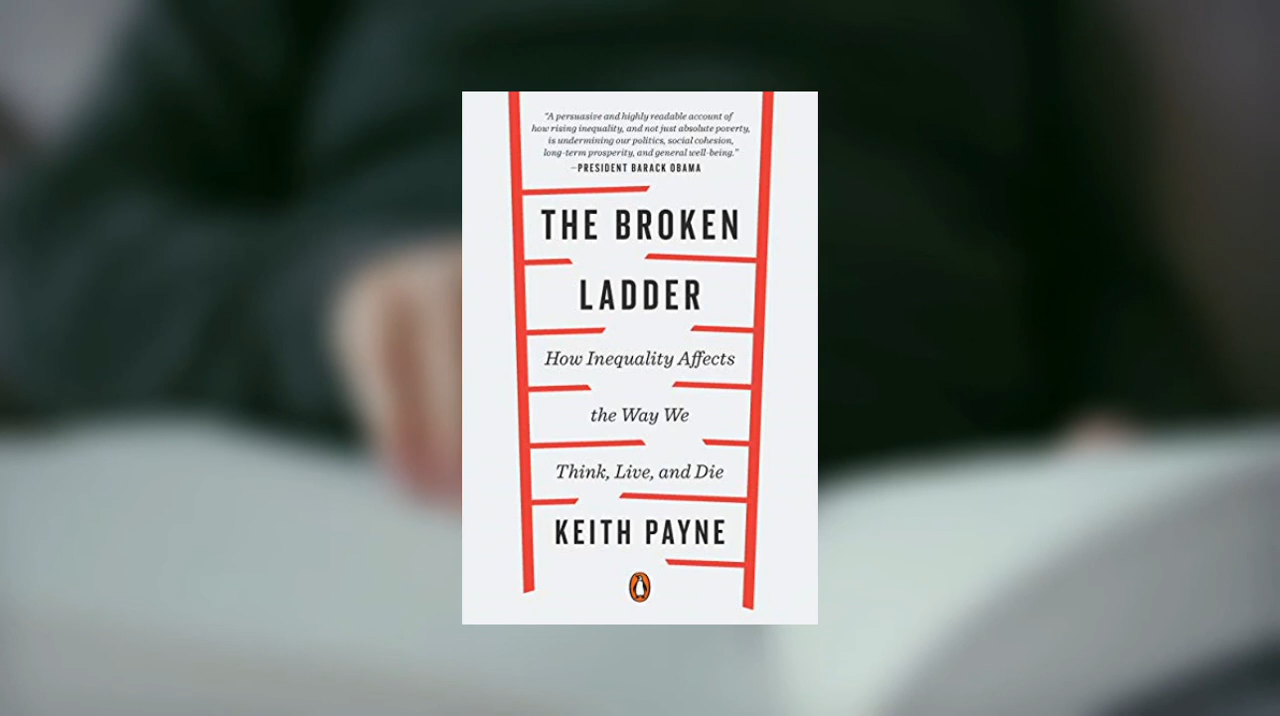 "A persuasive and highly readable account of
how rising inequality, and not just absolute poverty,
is undermining our politics, social cohesion,
long-term prosperity, and general well-being."
—PRESIDENT BARACK OBAMA
THE BROKEN
LADDER
How Inequality Affects
the Way We
Think, Live, and Die
KEITH PAYNE